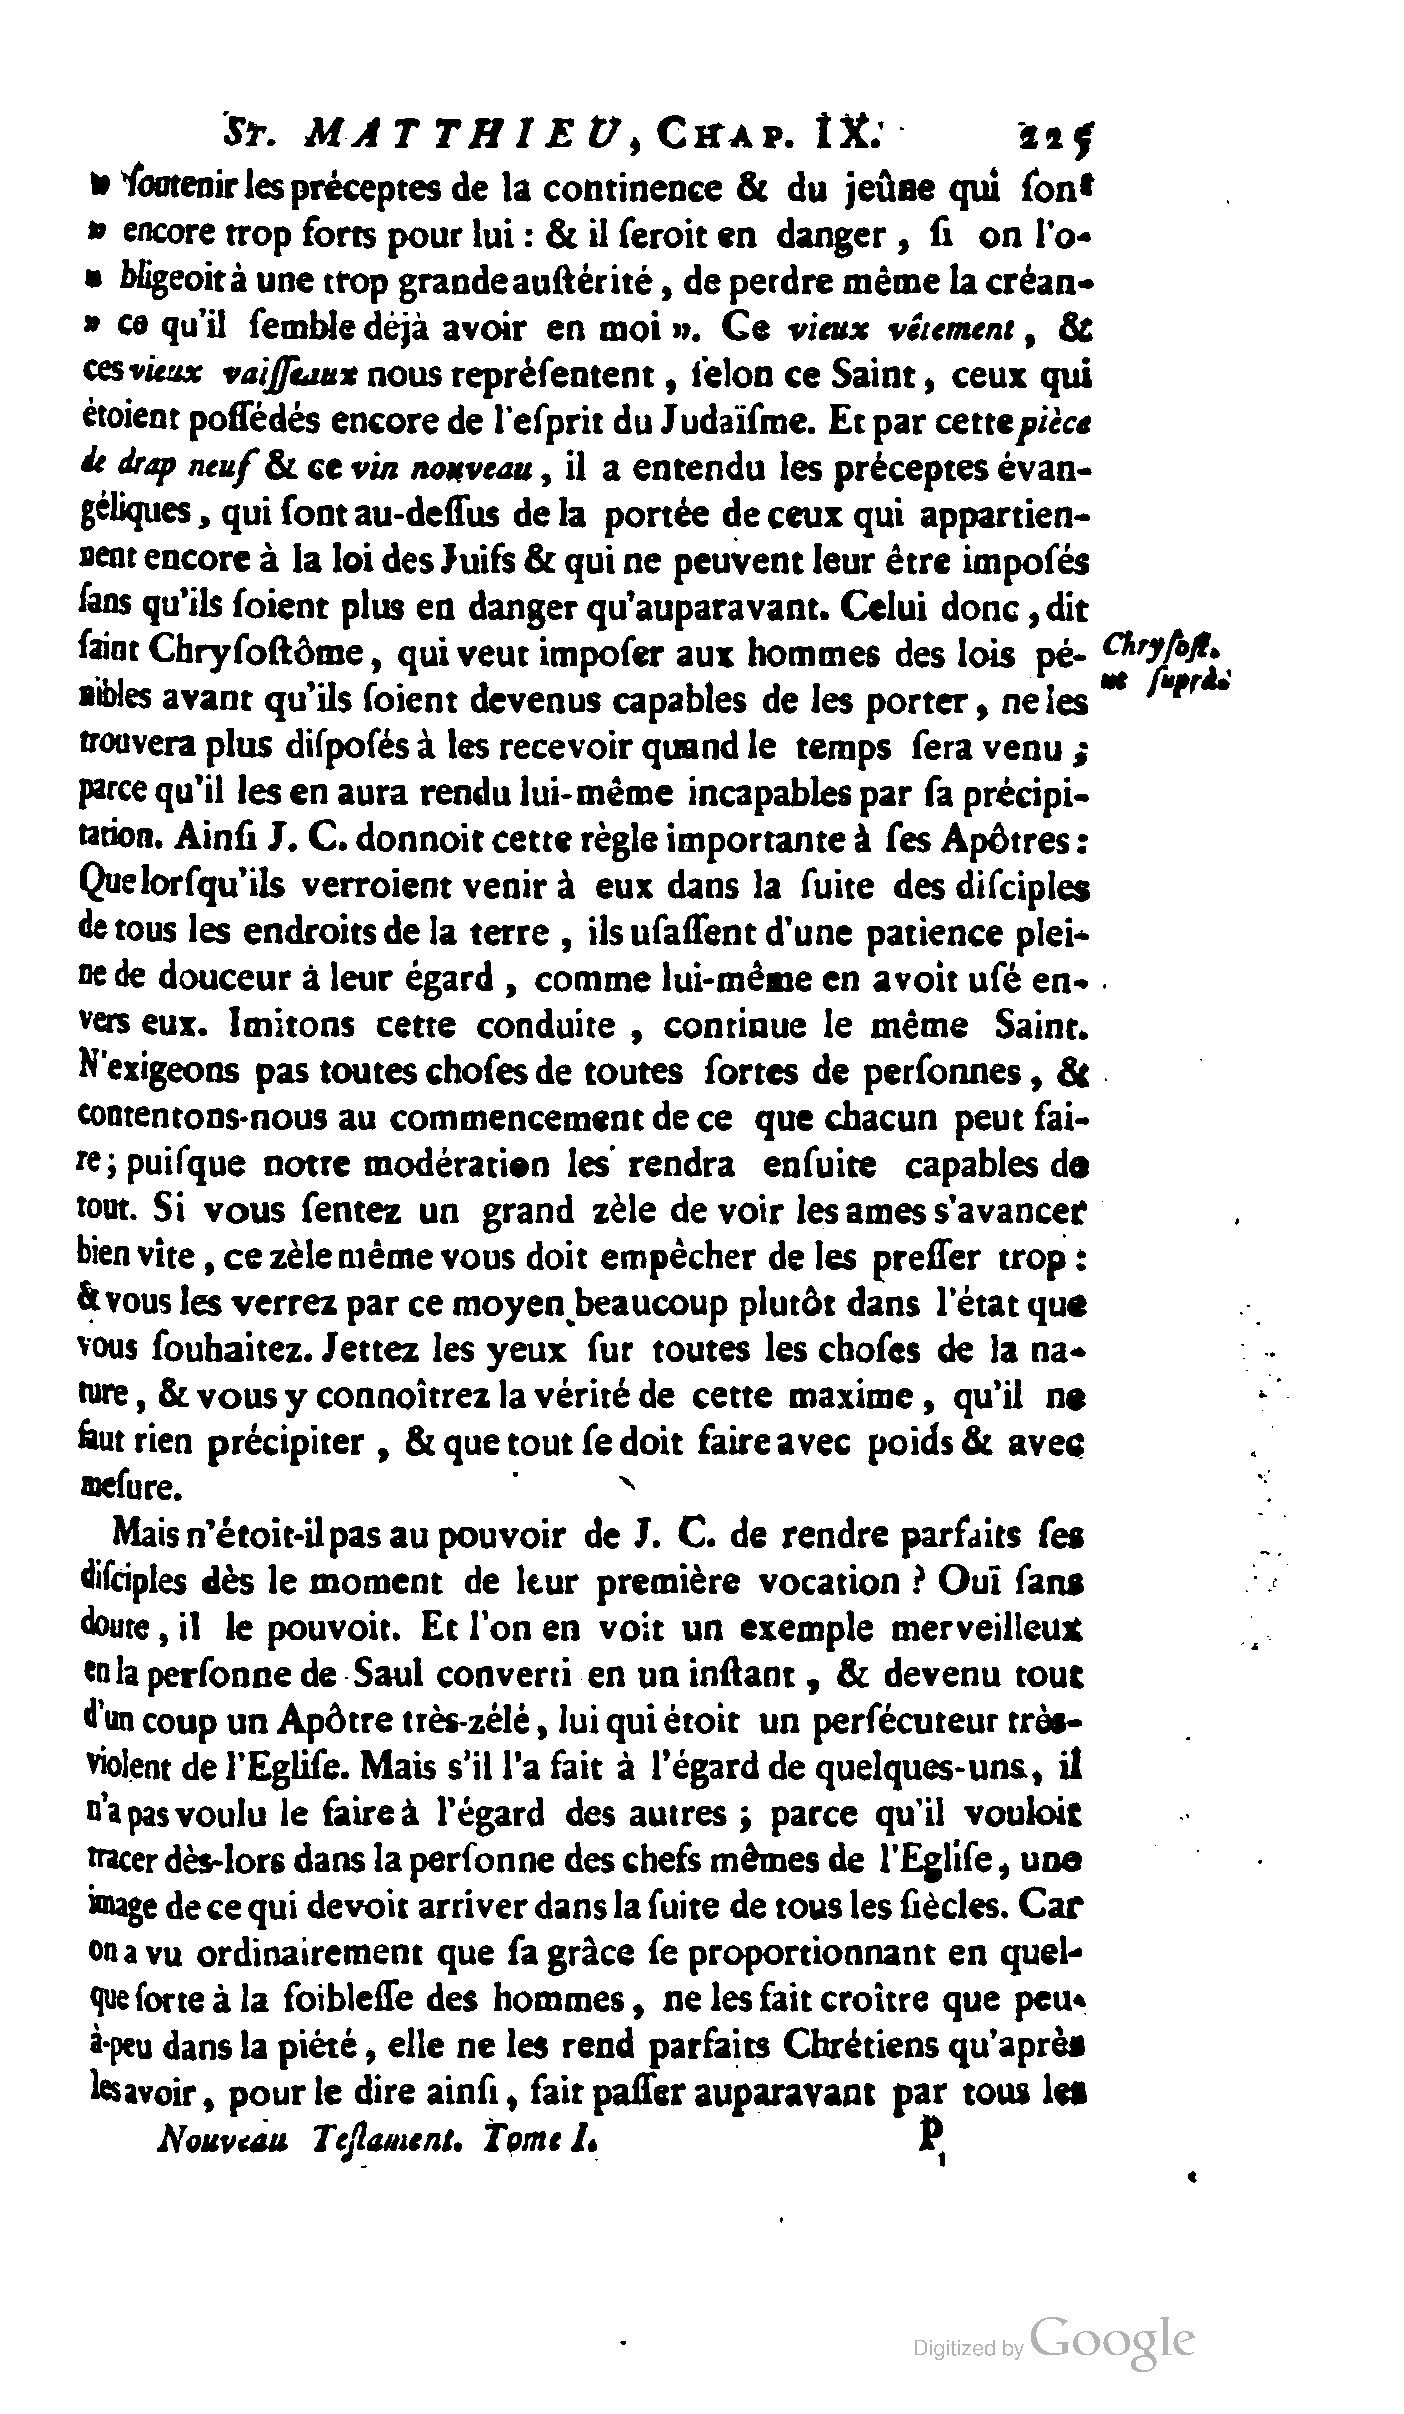 ST. MATTHIEU, CHAP. IX. 225
» ſoutenir les préceptes de la continence & du jeûne qui ſont
» encore trop forts pour lui : & il ſeroit en danger, ſi on l'o-
» bligeoit à une trop grande auſtérité, de perdre même la créan-
» ce qu'il ſemble déjà avoir en moi ». Ce vieux vêtement, &
ces vieux vaiſſeaux nous repréſentent, ſelon ce Saint, ceux qui
étoient poſſédés encore de l'eſprit du Judaïſme. Et par cette pièce
de drap neuf & ce vin nouveau, il a entendu les préceptes évan-
géliques, qui ſont au-deſſus de la portée de ceux qui appartien-
nent encore à la loi des Juifs & qui ne peuvent leur être impoſés
ſans qu'ils ſoient plus en danger qu'auparavant. Celui donc, dit
ſaint Chryſoſtôme, qui veut impoſer aux hommes des lois pé-
Chryſoſt.
ut ſuprà.
nibles avant qu'ils ſoient devenus capables de les porter, ne les
trouvera plus diſpoſés à les recevoir quand le temps ſera venu ;
parce qu'il les en aura rendu lui-même incapables par ſa précipi-
tation. Ainſi J. C. donnoit cette règle importante à ſes Apôtres :
Que lorſqu'ils verroient venir à eux dans la ſuite des diſciples
de tous les endroits de la terre, ils uſaſſent d'une patience plei-
ne de douceur à leur égard, comme lui-même en avoit uſé en-
vers eux. Imitons cette conduite, continue le même Saint.
N'exigeons pas toutes choſes de toutes ſortes de perſonnes, &
contentons-nous au commencement de ce que chacun peut fai-
re ; puiſque notre modération les rendra enſuite capables de
tout. Si vous ſentez un grand zèle de voir les ames s'avancer
bien vîte, ce zèle même vous doit empêcher de les preſſer trop :
& vous les verrez par ce moyen beaucoup plutôt dans l'état que
vous ſouhaitez. Jettez les yeux ſur toutes les choſes de la na-
ture, & vous y connoîtrez la vérité de cette maxime, qu'il ne
faut rien précipiter, & que tout ſe doit faire avec poids & avec
meſure.
Mais n'étoit-il pas au pouvoir de J. C. de rendre parfaits ſes
diſciples dès le moment de leur première vocation ? Ouï ſans
doute, il le pouvoit. Et l'on en voit un exemple merveilleux
en la perſonne de Saul converti en un inſtant, & devenu tout
d'un coup un Apôtre très-zélé, lui qui étoit un perſécuteur très-
violent de l'Egliſe. Mais s'il l'a fait à l'égard de quelques-uns, il
n'a pas voulu le faire à l'égard des autres ; parce qu'il vouloit
tracer dès-lors dans la perſonne des chefs mêmes de l'Egliſe, une
image de ce qui devoit arriver dans la ſuite de tous les ſiècles. Car
on a vu ordinairement que ſa grâce ſe proportionnant en quel-
que ſorte à la foibleſſe des hommes, ne les fait croître que peu-
à-peu dans la piété, elle ne les rend parfaits Chrétiens qu'après
les avoir, pour le dire ainſi, fait paſſer auparavant par tous les
Nouveau Teſtament. Tome I. P
Digitized by Google